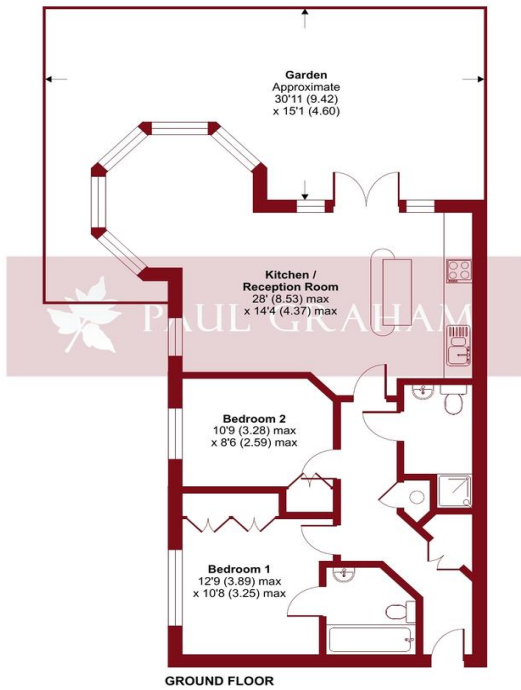 Garden
Approximate
30'11 (9.42)
x 15'1 (4.60)
Kitchen /
Reception Room
28' (8.53) max
x 14'4 (4.37) max
PAUL GRAHAM
Bedroom 2
10'9 (3.28) max
x 8'6 (2.59) max
Bedroom 1
12'9 (3.89) max
x 10'8 (3.25) max
GROUND FLOOR